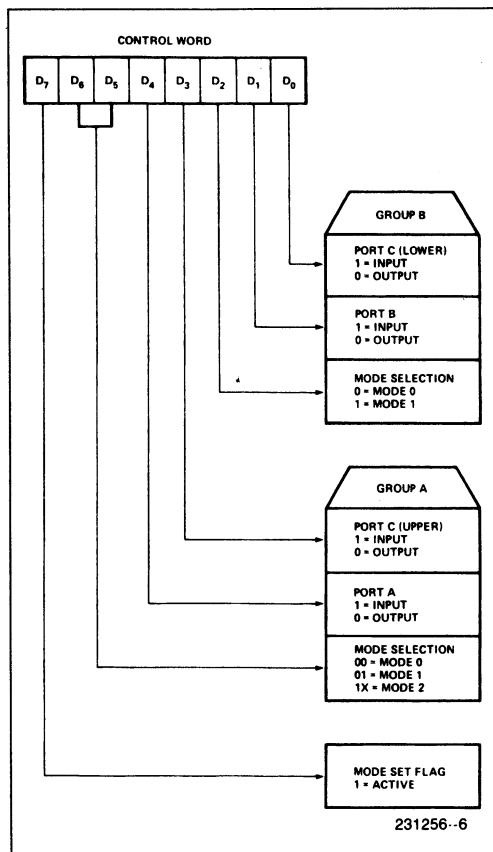 CONTROL WORD
D7 D6 D5 D4 D3 D2 D1 D0
GROUP B
PORT C (LOWER)
1 = INPUT
0 = OUTPUT
PORT B
1 = INPUT
0 = OUTPUT
MODE SELECTION
0 = MODE 0
1 = MODE 1
GROUP A
PORT C (UPPER)
1 = INPUT
0 = OUTPUT
PORT A
1 = INPUT
0 = OUTPUT
MODE SELECTION
00 = MODE 0
01 = MODE 1
1X = MODE 2
MODE SET FLAG
1 = ACTIVE
231256--6